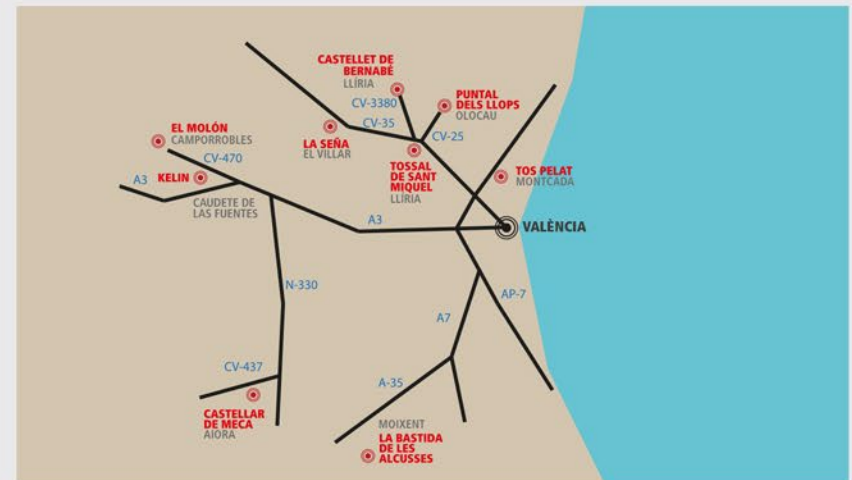 CASTELLET DE
BERNABÉ
LLÍRIA
CV-3380
CV-35
PUNTAL
DELS LLOPS
OLOCAU
CV-25
EL MOLÓN
CAMPORROBLES
CV-470
LA SEÑA
EL VILLAR
TOSSAL
DE SANT
MIQUEL
LLÍRIA
TOS PELAT
MONTCADA
A3
KELIN
CAUDETE DE
LAS FUENTES
A3
VALÈNCIA
N-330
AP-7
A7
CV-437
A-35
CASTELLAR
DE MECA
AIORA
MOIXENT
LA BASTIDA
DE LES
ALCUSSES